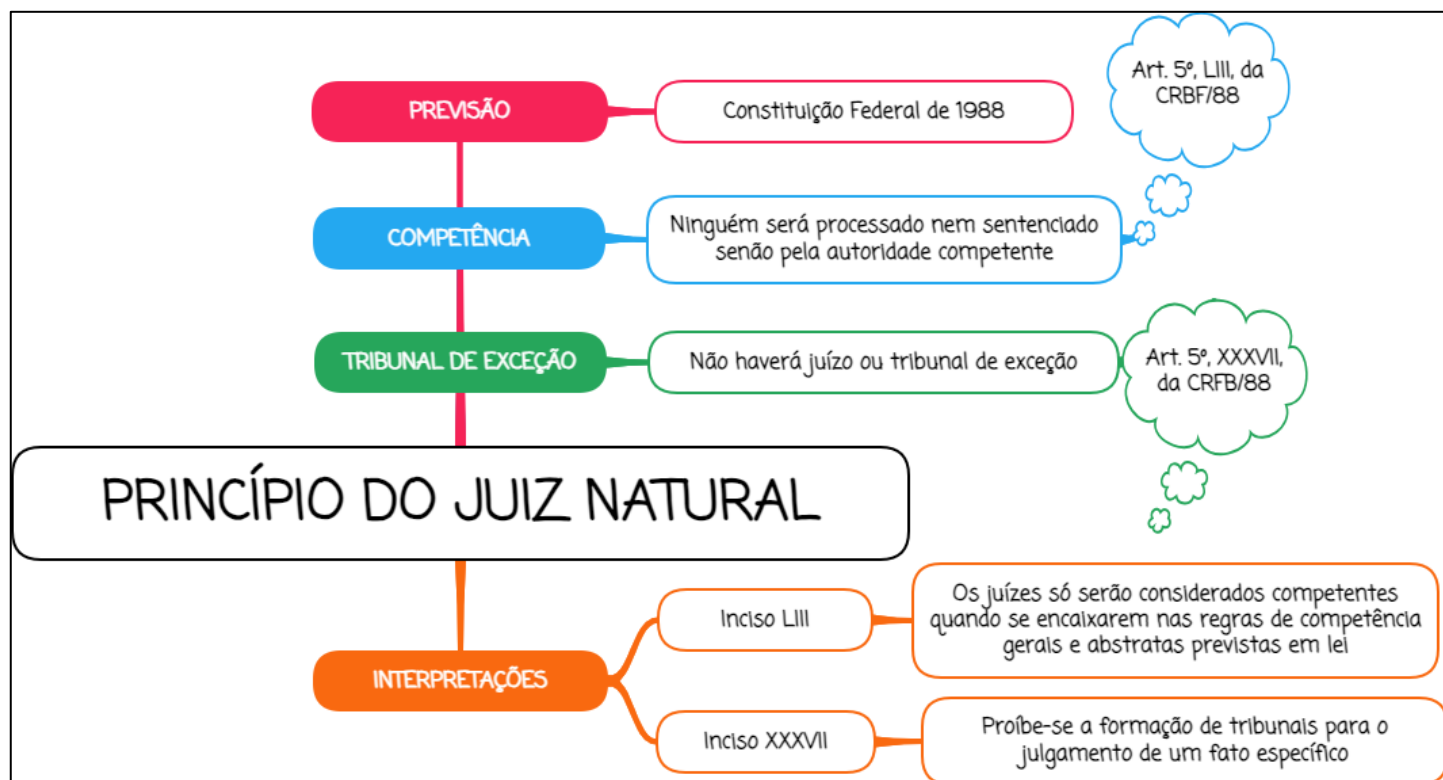 PREVISÃO
Constituição Federal de 1988
Art. 5º, LIII, da
CRBF/88
COMPETÊNCIA
Ninguém será processado nem sentenciado
senão pela autoridade competente
TRIBUNAL DE EXCEÇÃO
Não haverá juízo ou tribunal de exceção
Art. 5º, XXXVII,
da CRFB/88
PRINCÍPIO DO JUIZ NATURAL
INTERPRETAÇÕES
Inciso LIII
Os juízes só serão considerados competentes
quando se encaixarem nas regras de competência
gerais e abstratas previstas em lei
Inciso XXXVII
Proíbe-se a formação de tribunais para o
julgamento de um fato específico